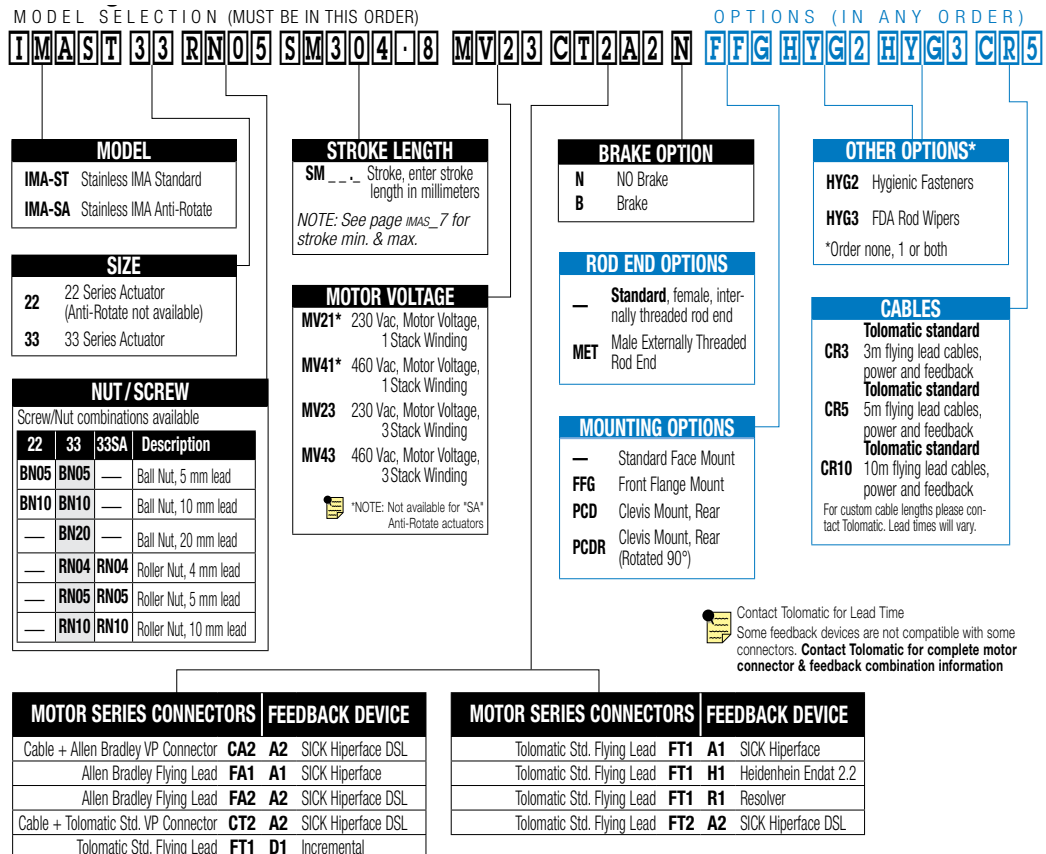 MODEL SELECTION (MUST BE IN THIS ORDER)
OPTIONS (IN ANY ORDER)
IMAST 33 RN05 SM304.8 MV23 CT2A2 N FFG HYG2 HYG3 CR5
MODEL
IMA-ST Stainless IMA Standard
IMA-SA Stainless IMA Anti-Rotate
SIZE
22 22 Series Actuator
(Anti-Rotate not available)
33 33 Series Actuator
NUT/SCREW
Screw/Nut combinations available
22 33 33SA Description
BN05 BN05 — Ball Nut, 5 mm lead
BN10 BN10 — Ball Nut, 10 mm lead
— BN20 — Ball Nut, 20 mm lead
— RN04 RN04 Roller Nut, 4 mm lead
— RN05 RN05 Roller Nut, 5 mm lead
— RN10 RN10 Roller Nut, 10 mm lead
STROKE LENGTH
SM _ _ ._ Stroke, enter stroke
length in millimeters
NOTE: See page IMAS_7 for
stroke min. & max.
MOTOR VOLTAGE
MV21* 230 Vac, Motor Voltage,
1 Stack Winding
MV41* 460 Vac, Motor Voltage,
1 Stack Winding
MV23 230 Vac, Motor Voltage,
3 Stack Winding
MV43 460 Vac, Motor Voltage,
3 Stack Winding
*NOTE: Not available for "SA"
Anti-Rotate actuators
BRAKE OPTION
N NO Brake
B Brake
ROD END OPTIONS
— Standard, female, inter-
nally threaded rod end
MET Male Externally Threaded
Rod End
MOUNTING OPTIONS
— Standard Face Mount
FFG Front Flange Mount
PCD Clevis Mount, Rear
PCDR Clevis Mount, Rear
(Rotated 90°)
OTHER OPTIONS*
HYG2 Hygienic Fasteners
HYG3 FDA Rod Wipers
*Order none, 1 or both
CABLES
Tolomatic standard
CR3 3m flying lead cables,
power and feedback
Tolomatic standard
CR5 5m flying lead cables,
power and feedback
Tolomatic standard
CR10 10m flying lead cables,
power and feedback
For custom cable lengths please con-
tact Tolomatic. Lead times will vary.
Contact Tolomatic for Lead Time
Some feedback devices are not compatible with some
connectors. Contact Tolomatic for complete motor
connector & feedback combination information
MOTOR SERIES CONNECTORS FEEDBACK DEVICE
Cable + Allen Bradley VP Connector CA2 A2 SICK Hiperface DSL
Allen Bradley Flying Lead FA1 A1 SICK Hiperface
Allen Bradley Flying Lead FA2 A2 SICK Hiperface DSL
Cable + Tolomatic Std. VP Connector CT2 A2 SICK Hiperface DSL
Tolomatic Std. Flying Lead FT1 D1 Incremental
MOTOR SERIES CONNECTORS FEEDBACK DEVICE
Tolomatic Std. Flying Lead FT1 A1 SICK Hiperface
Tolomatic Std. Flying Lead FT1 H1 Heidenhein Endat 2.2
Tolomatic Std. Flying Lead FT1 R1 Resolver
Tolomatic Std. Flying Lead FT2 A2 SICK Hiperface DSL